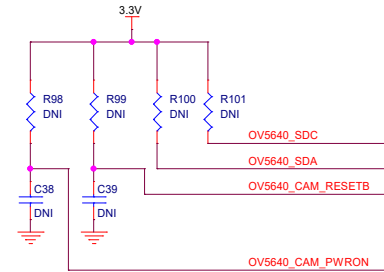 3.3V
R98
DNI
R99
DNI
R100
DNI
R101
DNI
OV5640_SDC
OV5640_SDA
OV5640_CAM_RESETB
C38
DNI
C39
DNI
OV5640_CAM_PWRON